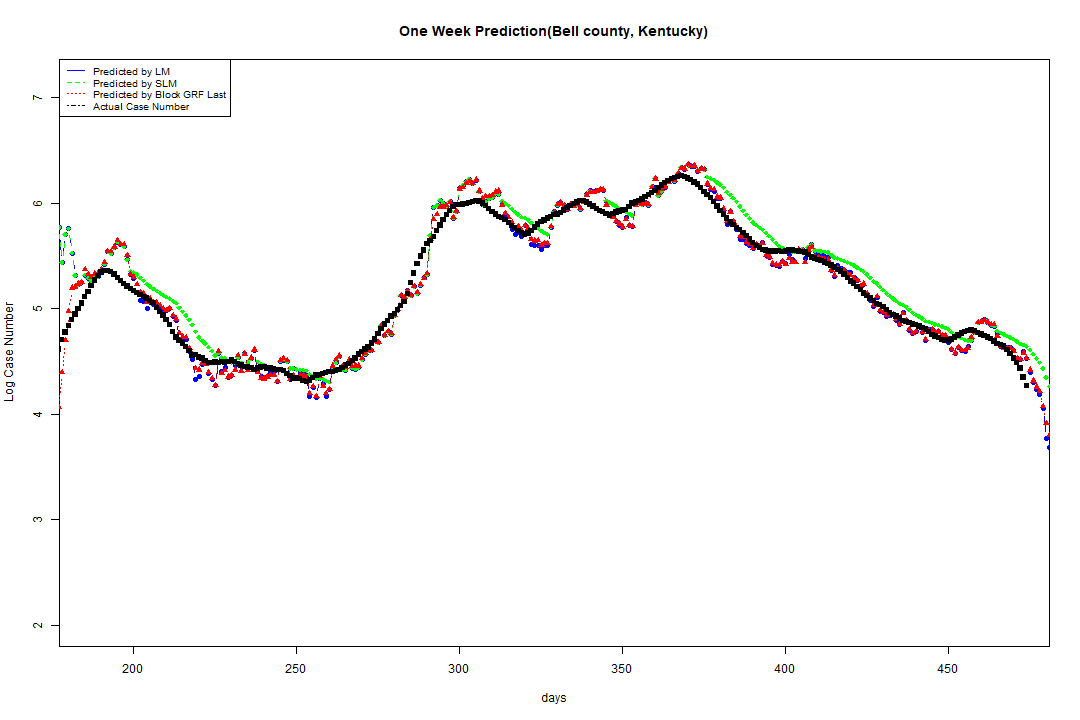 One Week Prediction(Bell county, Kentucky)
Predicted by LM
Predicted by SLM
Predicted by Block GRF Last
Actual Case Number
7
6
5
4
3
2
Log Case Number
200 250 300 350 400 450
days